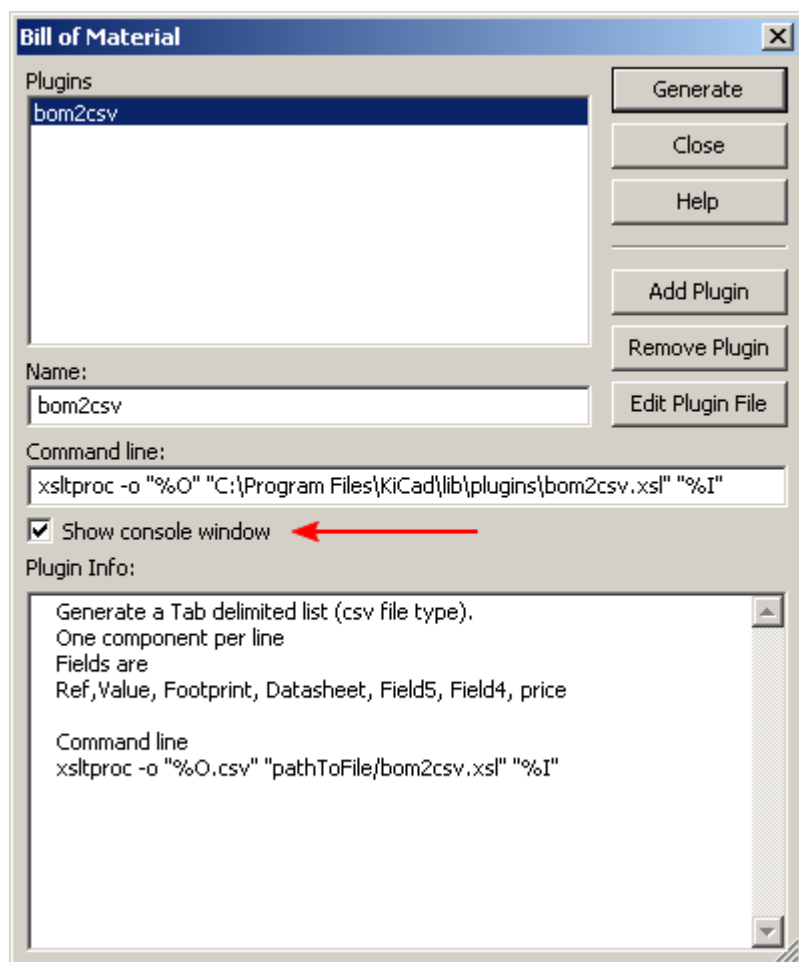 Bill of Material
Plugins
bom2csv
Generate
Close
Help
Add Plugin
Remove Plugin
Edit Plugin File
Name:
bom2csv
Command line:
xsltproc -o "%O" "C:\Program Files\KiCad\lib\plugins\bom2csv.xsl" "%I"
Show console window
Plugin Info:
Generate a Tab delimited list (csv file type).
One component per line
Fields are
Ref,Value, Footprint, Datasheet, Field5, Field4, price
Command line
xsltproc -o "%O.csv" "pathToFile/bom2csv.xsl" "%I"